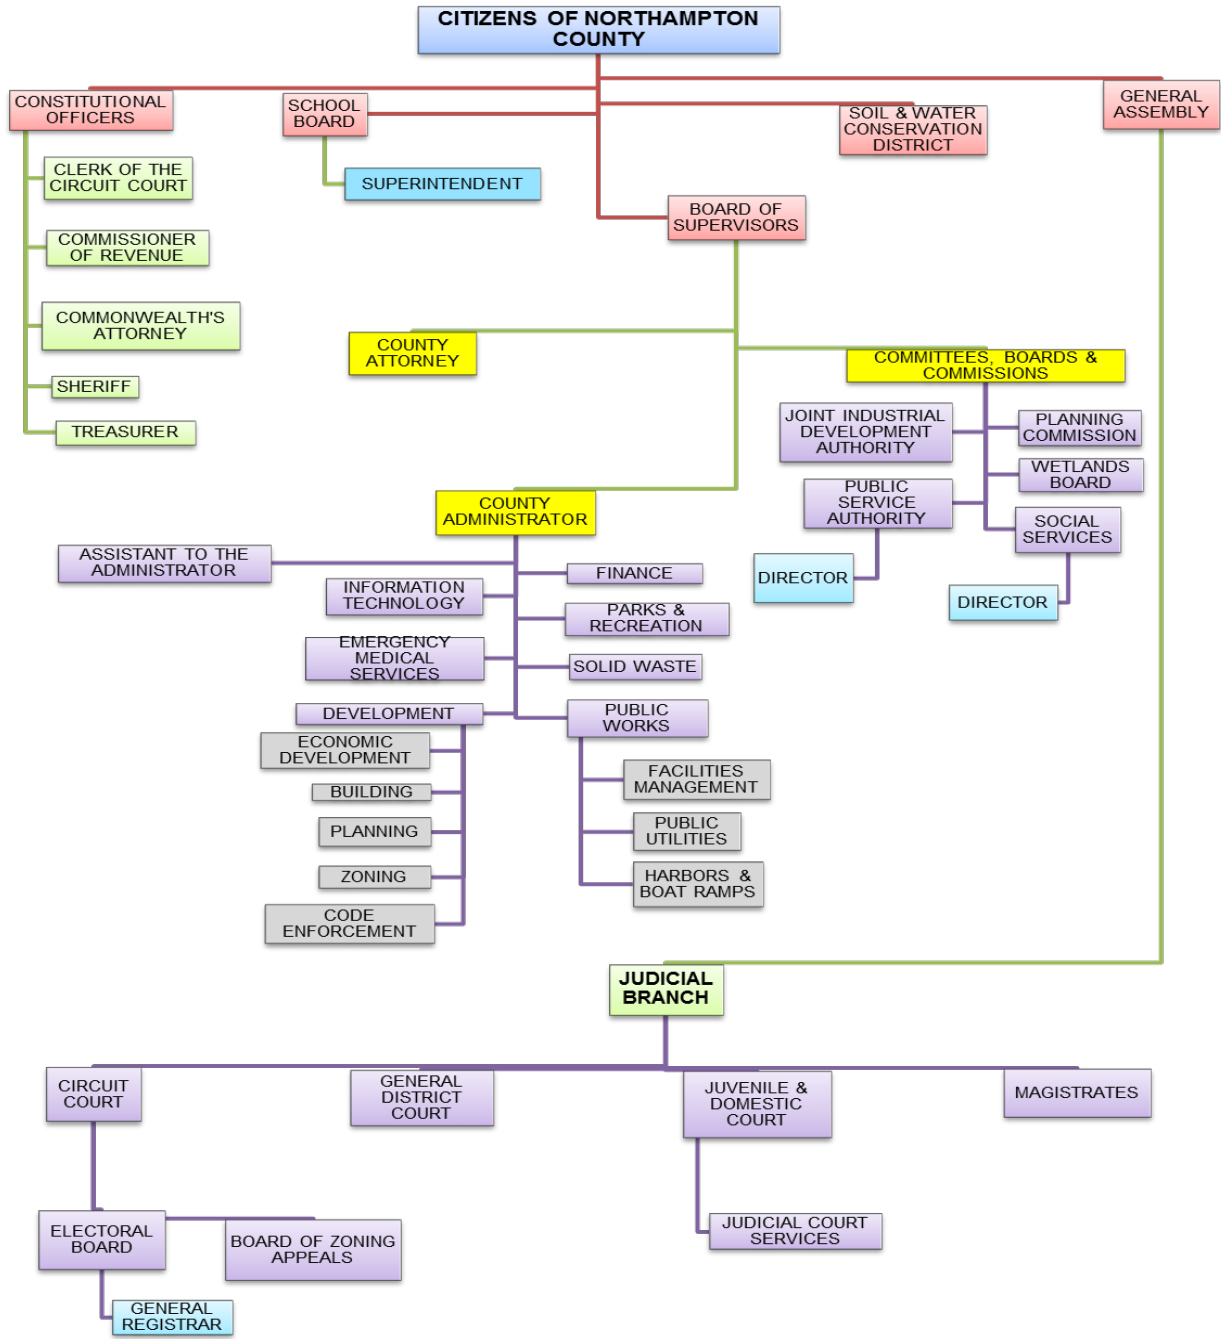 CITIZENS OF NORTHAMPTON
COUNTY
CONSTITUTIONAL
OFFICERS
SCHOOL
BOARD
SOIL & WATER
CONSERVATION
DISTRICT
GENERAL
ASSEMBLY
CLERK OF THE
CIRCUIT COURT
SUPERINTENDENT
COMMISSIONER
OF REVENUE
BOARD OF
SUPERVISORS
COMMONWEALTH'S
ATTORNEY
SHERIFF
TREASURER
COUNTY
ATTORNEY
COMMITTEES, BOARDS &
COMMISSIONS
JOINT INDUSTRIAL
DEVELOPMENT
AUTHORITY
PLANNING
COMMISSION
WETLANDS
BOARD
PUBLIC
SERVICE
AUTHORITY
SOCIAL
SERVICES
DIRECTOR
DIRECTOR
COUNTY
ADMINISTRATOR
ASSISTANT TO THE
ADMINISTRATOR
FINANCE
INFORMATION
TECHNOLOGY
PARKS &
RECREATION
EMERGENCY
MEDICAL
SERVICES
SOLID WASTE
DEVELOPMENT
PUBLIC
WORKS
ECONOMIC
DEVELOPMENT
BUILDING
PLANNING
ZONING
CODE
ENFORCEMENT
FACILITIES
MANAGEMENT
PUBLIC
UTILITIES
HARBORS &
BOAT RAMPS
JUDICIAL
BRANCH
CIRCUIT
COURT
GENERAL
DISTRICT
COURT
JUVENILE &
DOMESTIC
COURT
MAGISTRATES
ELECTORAL
BOARD
BOARD OF ZONING
APPEALS
JUDICIAL COURT
SERVICES
GENERAL
REGISTRAR